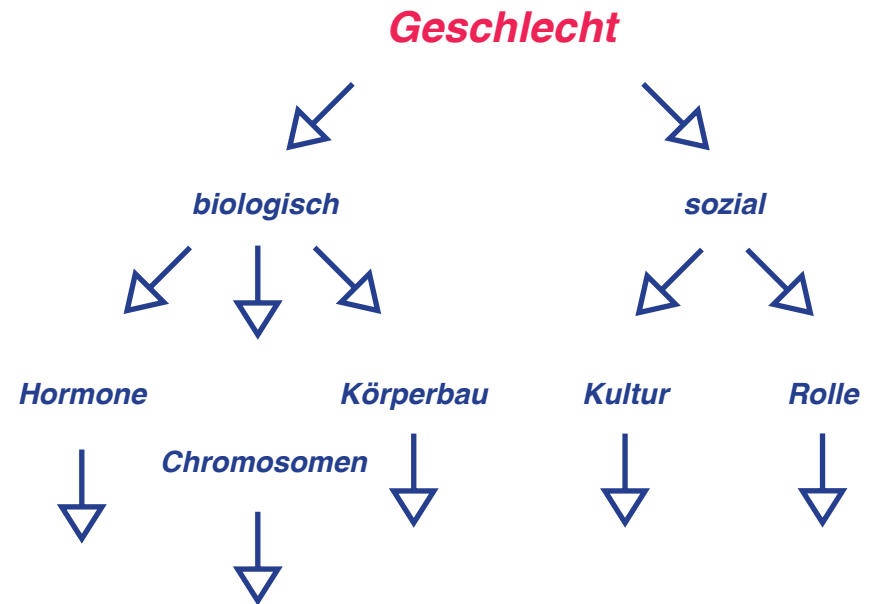 Geschlecht
biologisch
sozial
Hormone
Körperbau
Kultur
Rolle
Chromosomen